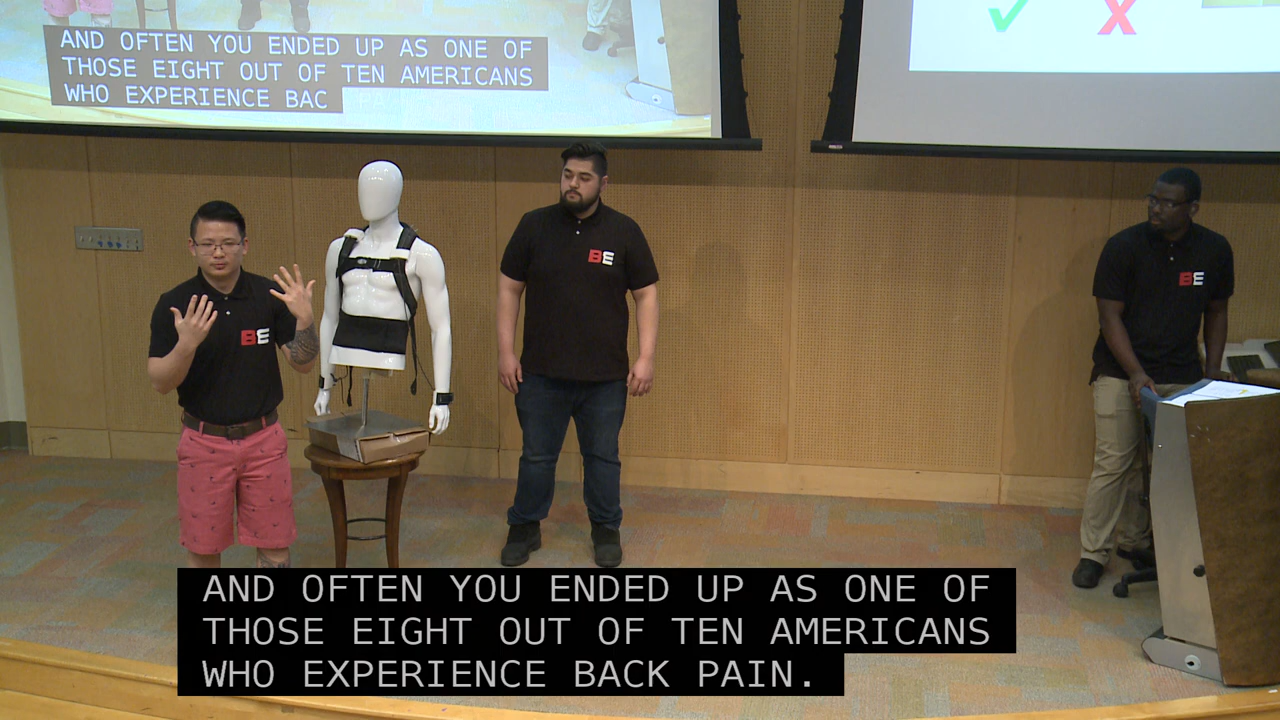 AND OFTEN YOU ENDED UP AS ONE OF
THOSE EIGHT OUT OF TEN AMERICANS
WHO EXPERIENCE BAC
BE
BE
BE
AND OFTEN YOU ENDED UP AS ONE OF
THOSE EIGHT OUT OF TEN AMERICANS
WHO EXPERIENCE BACK PAIN.